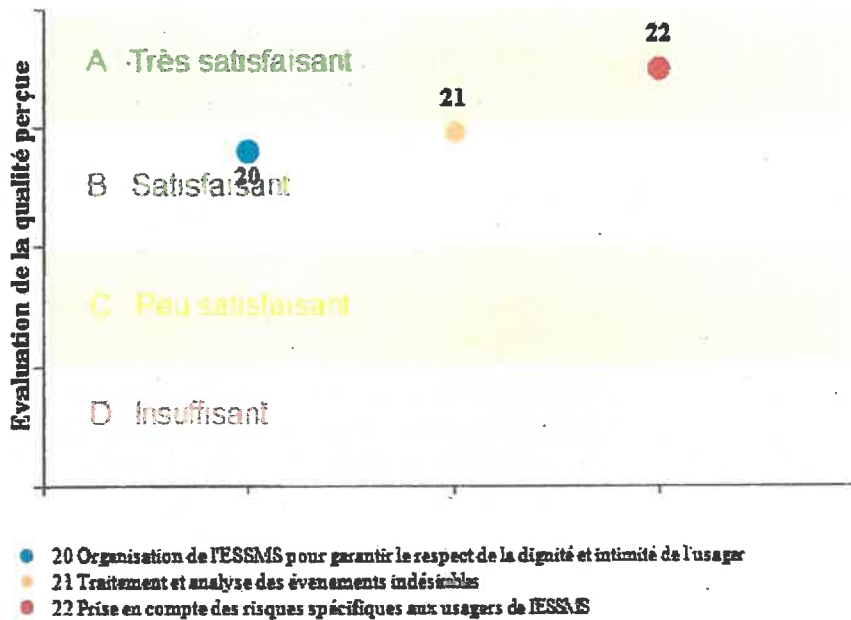 Evaluation de la qualité perçue
A Très satisfaisant
22
21
20
B Satisfaisant
C Peu satisfaisant
D Insuffisant
20 Organisation de l'ESSMS pour garantir le respect de la dignité et intimité de l'usager
21 Traitement et analyse des évenements indésirables
22 Prise en compte des risques spécifiques aux usagers de l'ESSMS